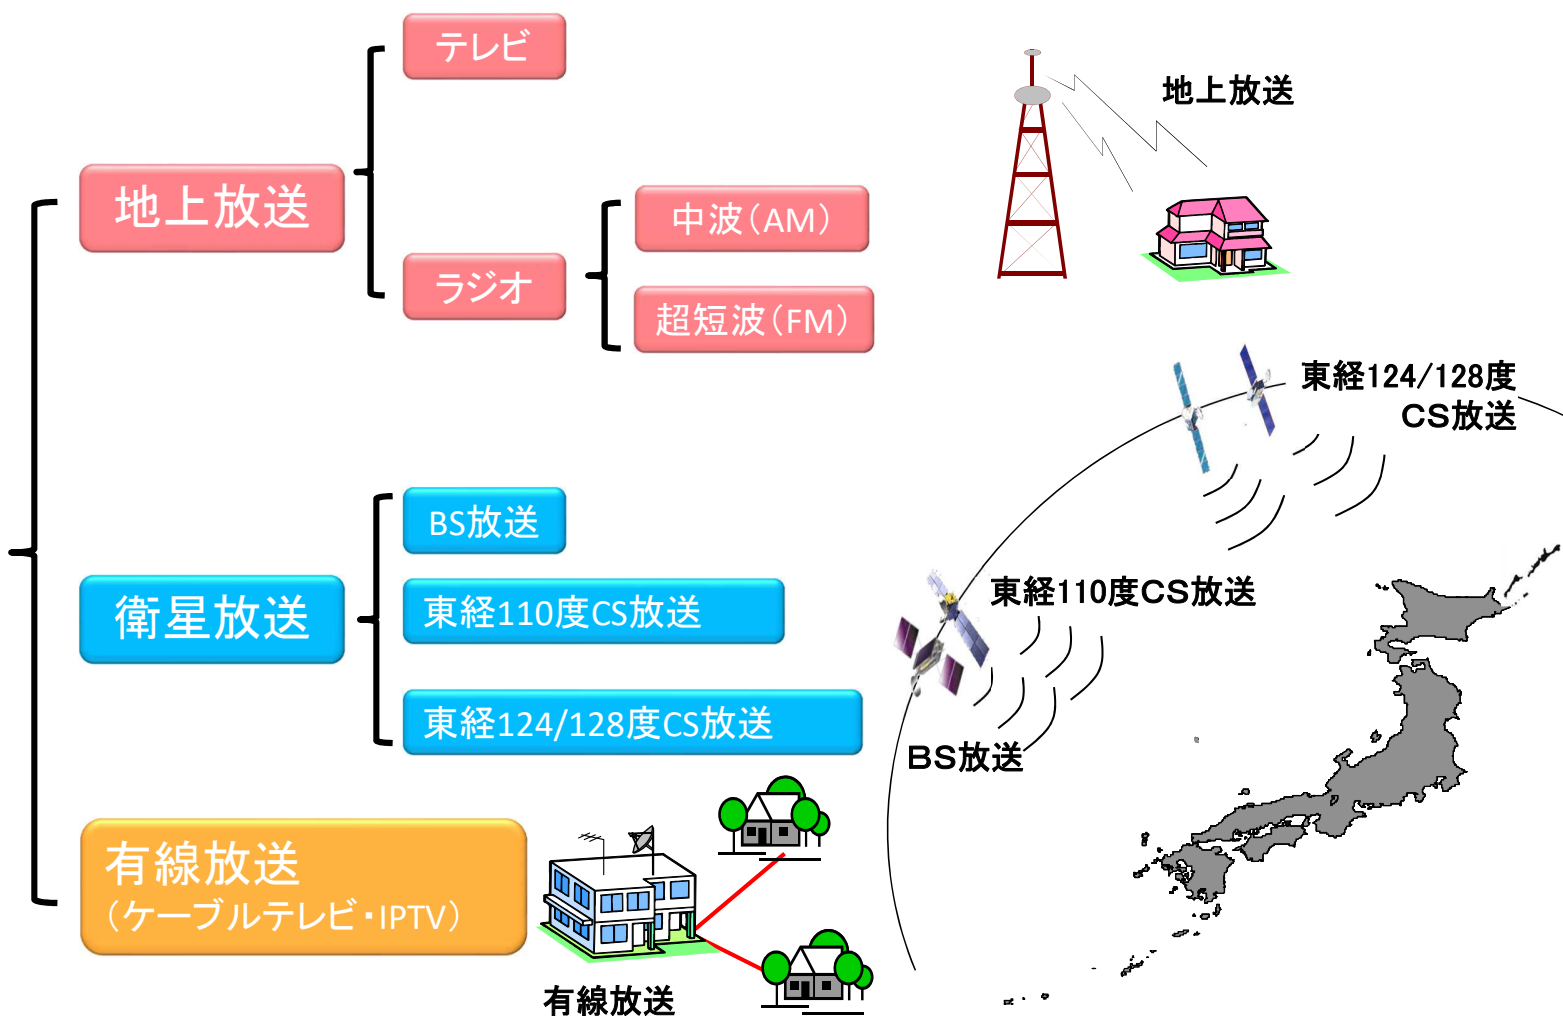 テレビ
地上放送
地上放送
中波（AM）
ラジオ
超短波（FM）
東経124/128度
CS放送
BS放送
東経110度CS放送
衛星放送
東経110度CS放送
東経124/128度CS放送
BS放送
有線放送
（ケーブルテレビ・IPTV）
有線放送